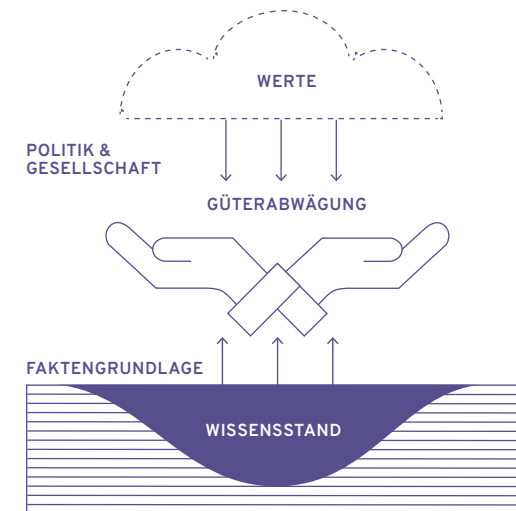 WERTE
POLITIK &
GESELLSCHAFT
GÜTERABWÄGUNG
FAKTENGRUNDLAGE
WISSENSSTAND